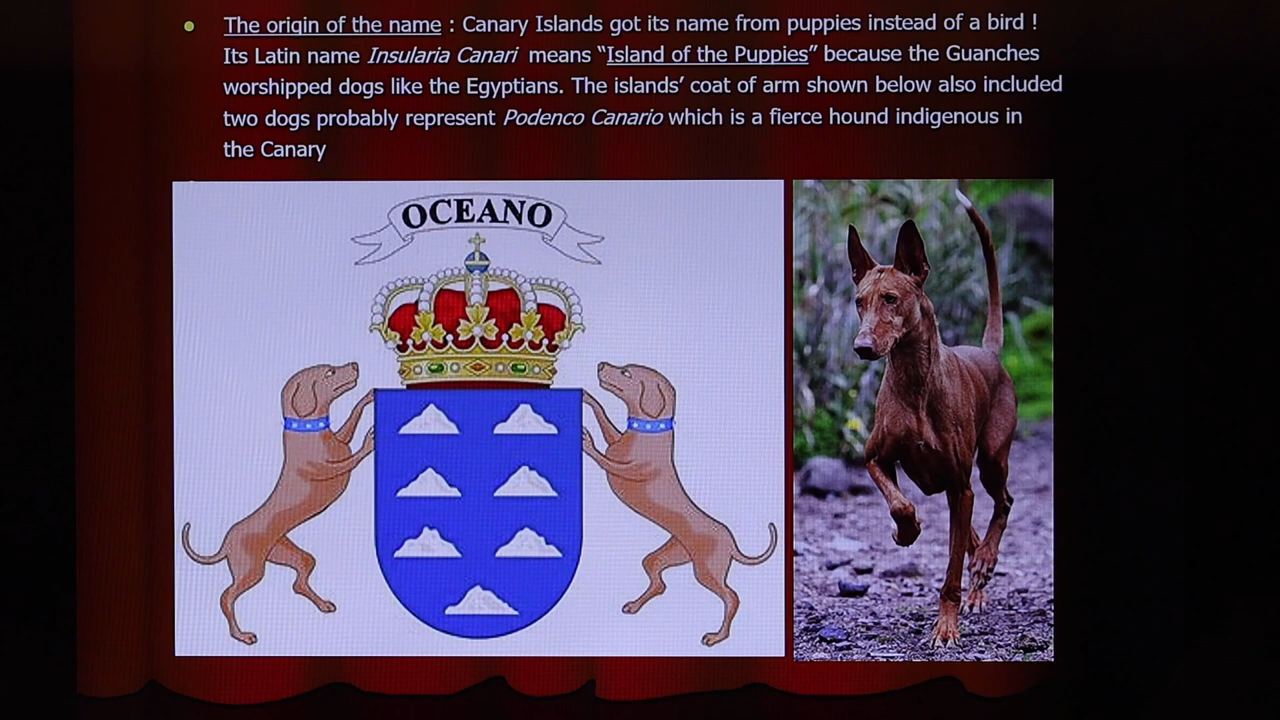 The origin of the name : Canary Islands got its name from puppies instead of a bird !
Its Latin name Insularia Canari means “Island of the Puppies” because the Guanches
worshipped dogs like the Egyptians. The islands’ coat of arm shown below also included
two dogs probably represent Podenco Canario which is a fierce hound indigenous in
the Canary
OCEANO